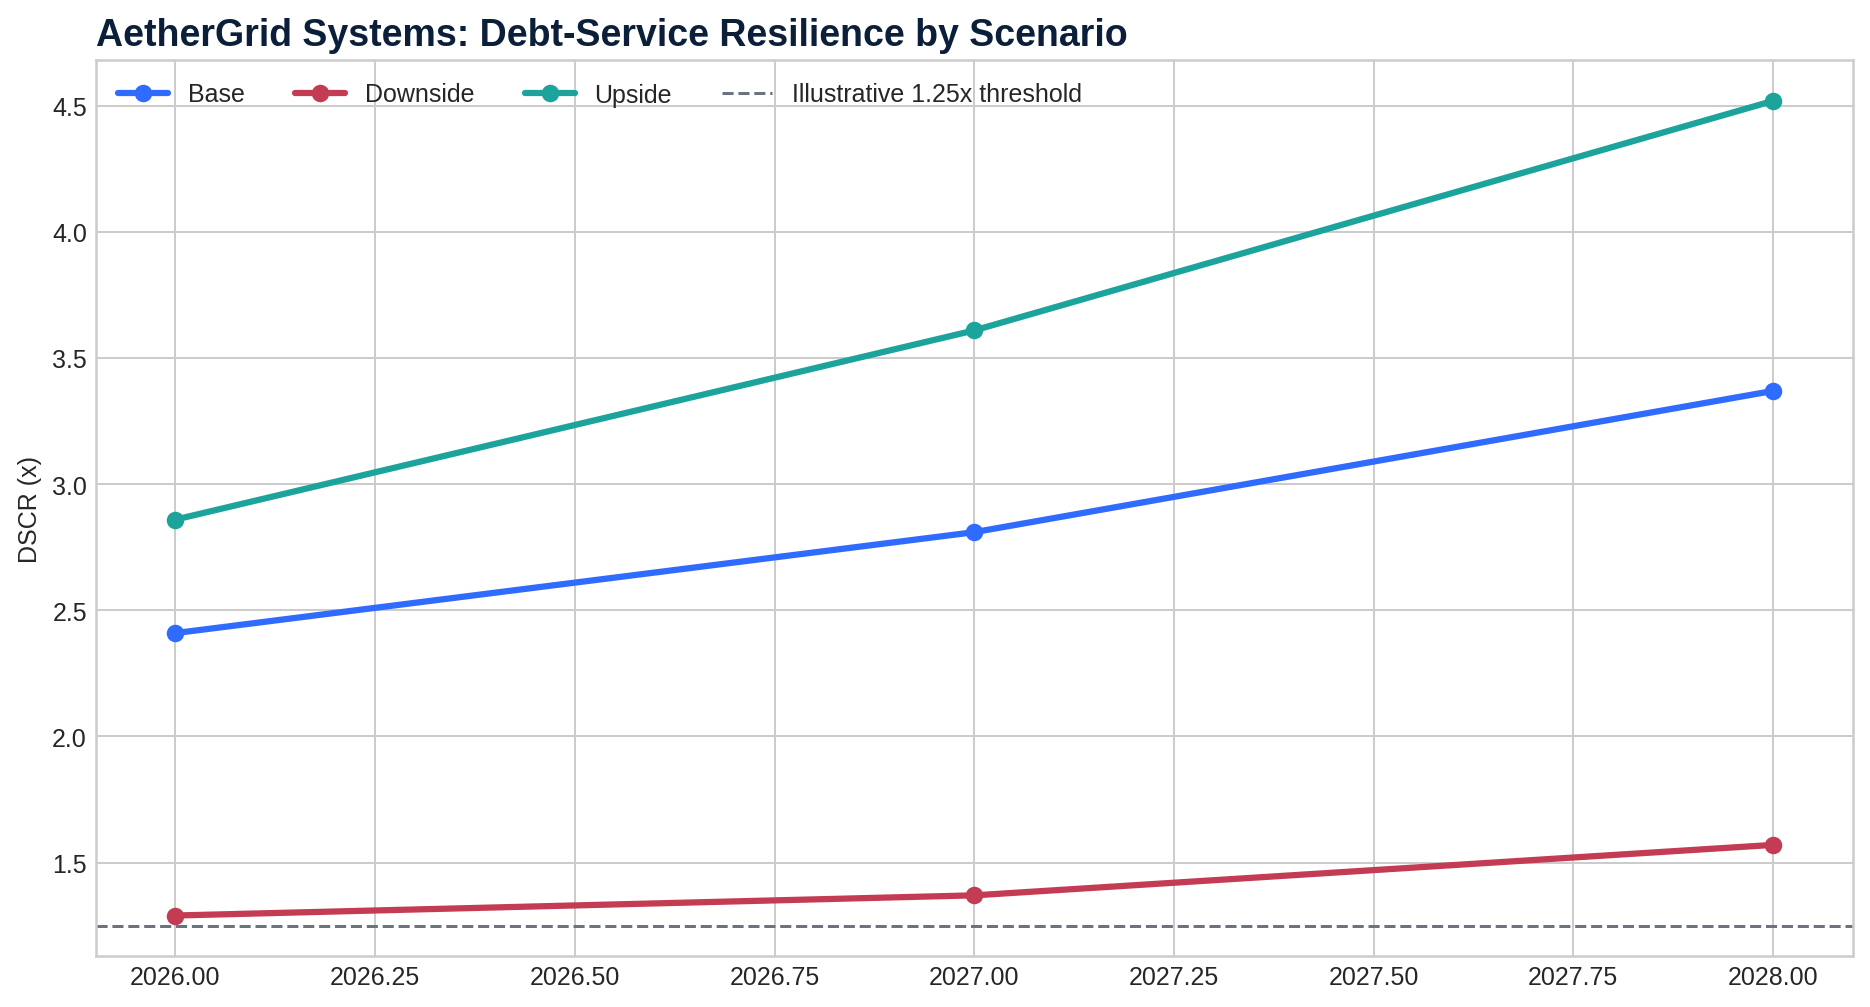 AetherGrid Systems: Debt-Service Resilience by Scenario
Base Downside Upside Illustrative 1.25x threshold
4.5
4.0
3.5
3.0
2.5
2.0
1.5
DSCR (x)
2026.00 2026.25 2026.50 2026.75 2027.00 2027.25 2027.50 2027.75 2028.00